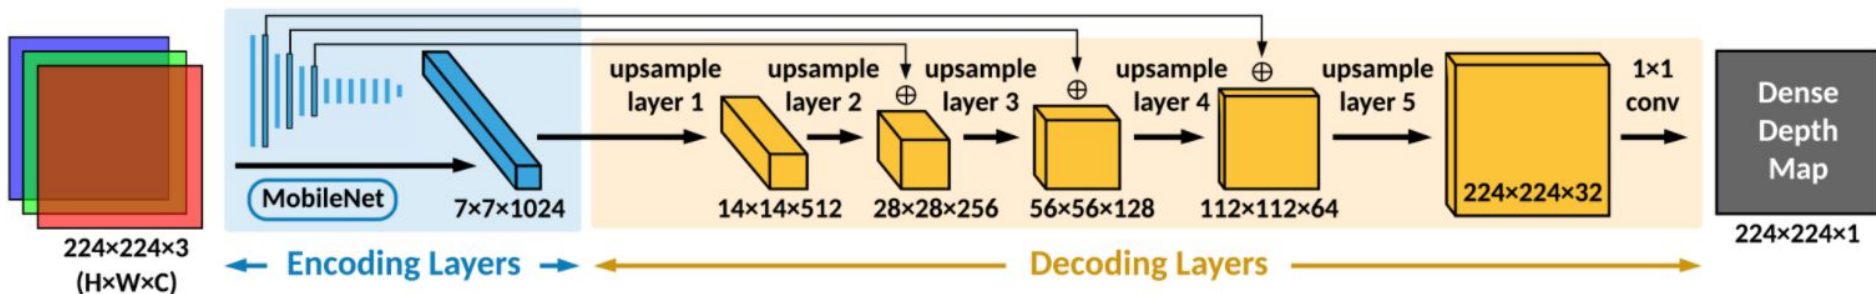 224×224×3
(H×W×C)
MobileNet
7×7×1024
Encoding Layers
upsample
layer 1
upsample
layer 2
upsample
layer 3
upsample
layer 4
upsample
layer 5
1×1
conv
14×14×512
28×28×256
56×56×128
112×112×64
224×224×32
Decoding Layers
Dense
Depth
Map
224×224×1